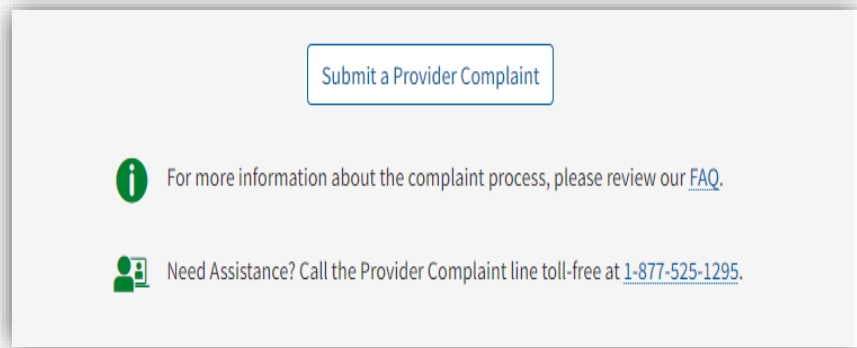 Submit a Provider Complaint
For more information about the complaint process, please review our FAQ.
Need Assistance? Call the Provider Complaint line toll-free at 1-877-525-1295.